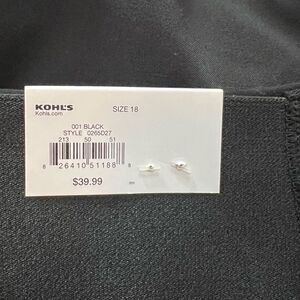 KOHL'S SIZE 18
Kohls.com
001 BLACK
STYLE 0265D27
213 50 51
8 26410 51188 8
$39.99